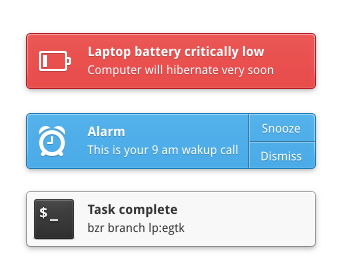 Laptop battery critically low
Computer will hibernate very soon
Alarm
This is your 9 am wakup call
Snooze
Dismiss
$_
Task complete
bzr branch lp:egtk